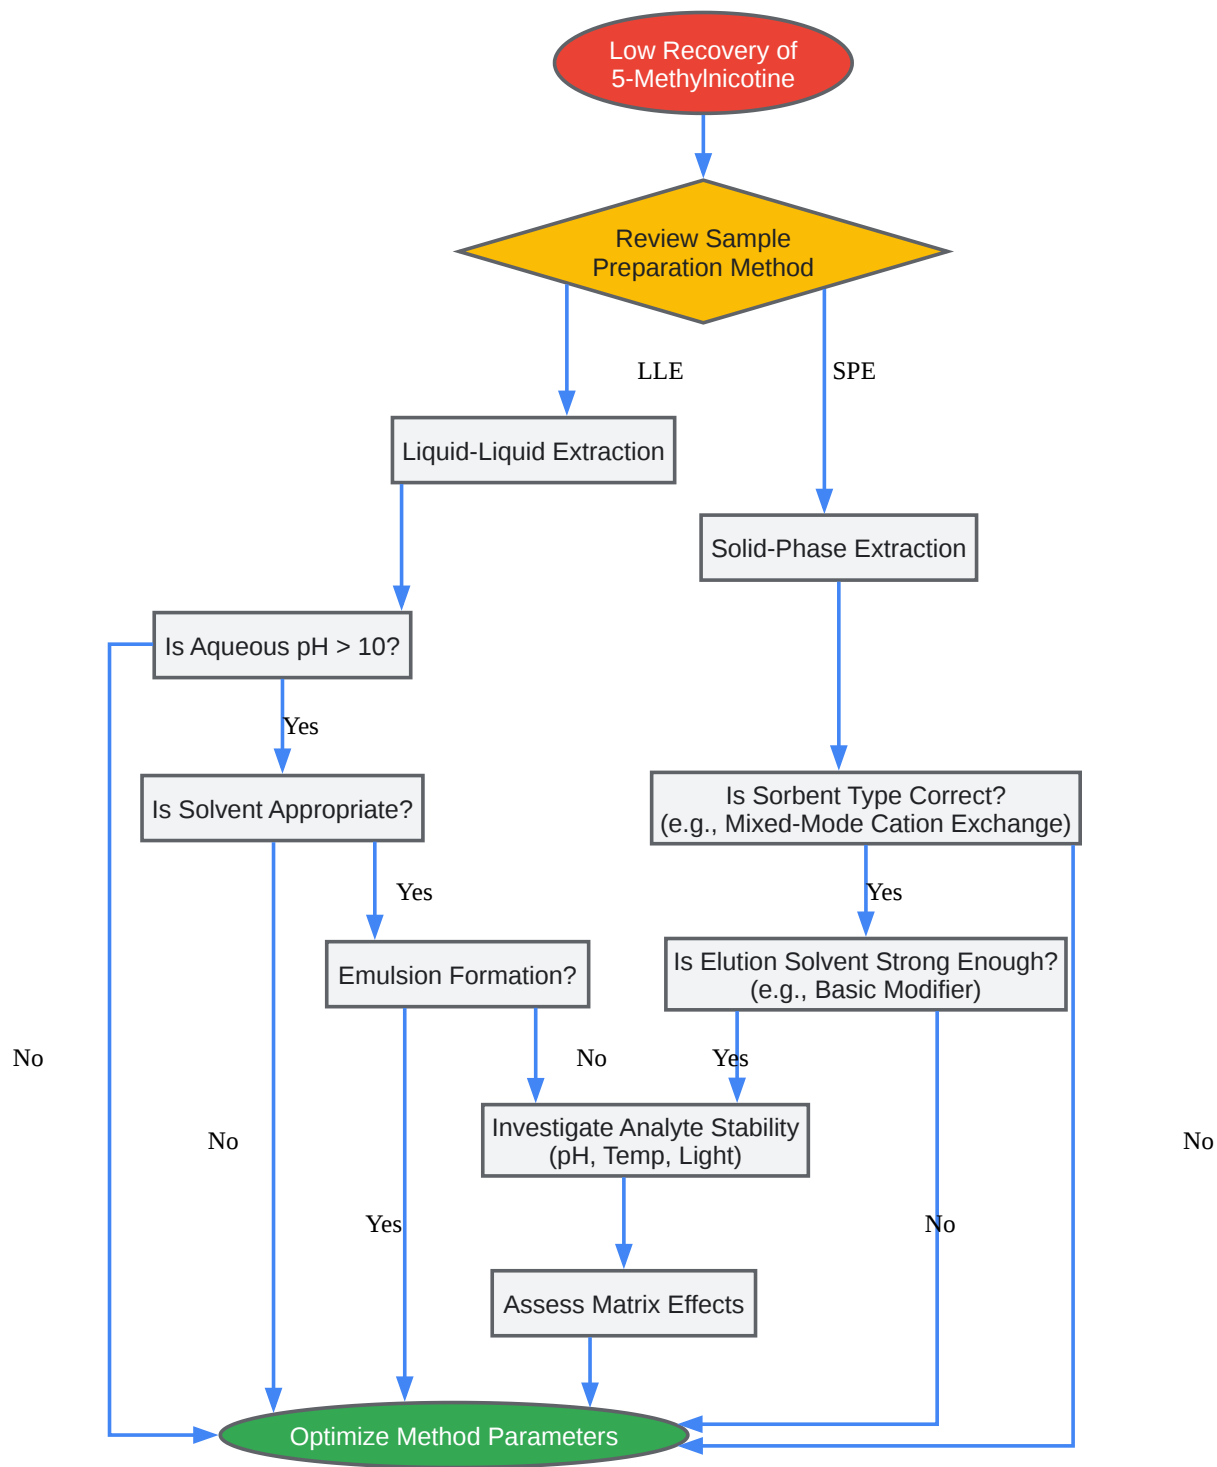 Low Recovery of
5-Methylnicotine
Review Sample
Preparation Method
LLE
SPE
Liquid-Liquid Extraction
Solid-Phase Extraction
Is Aqueous pH > 10?
Yes
Is Solvent Appropriate?
Is Sorbent Type Correct?
(e.g., Mixed-Mode Cation Exchange)
Yes
Yes
Emulsion Formation?
Is Elution Solvent Strong Enough?
(e.g., Basic Modifier)
No
No
Yes
Investigate Analyte Stability
(pH, Temp, Light)
No
No
Yes
No
Assess Matrix Effects
Optimize Method Parameters